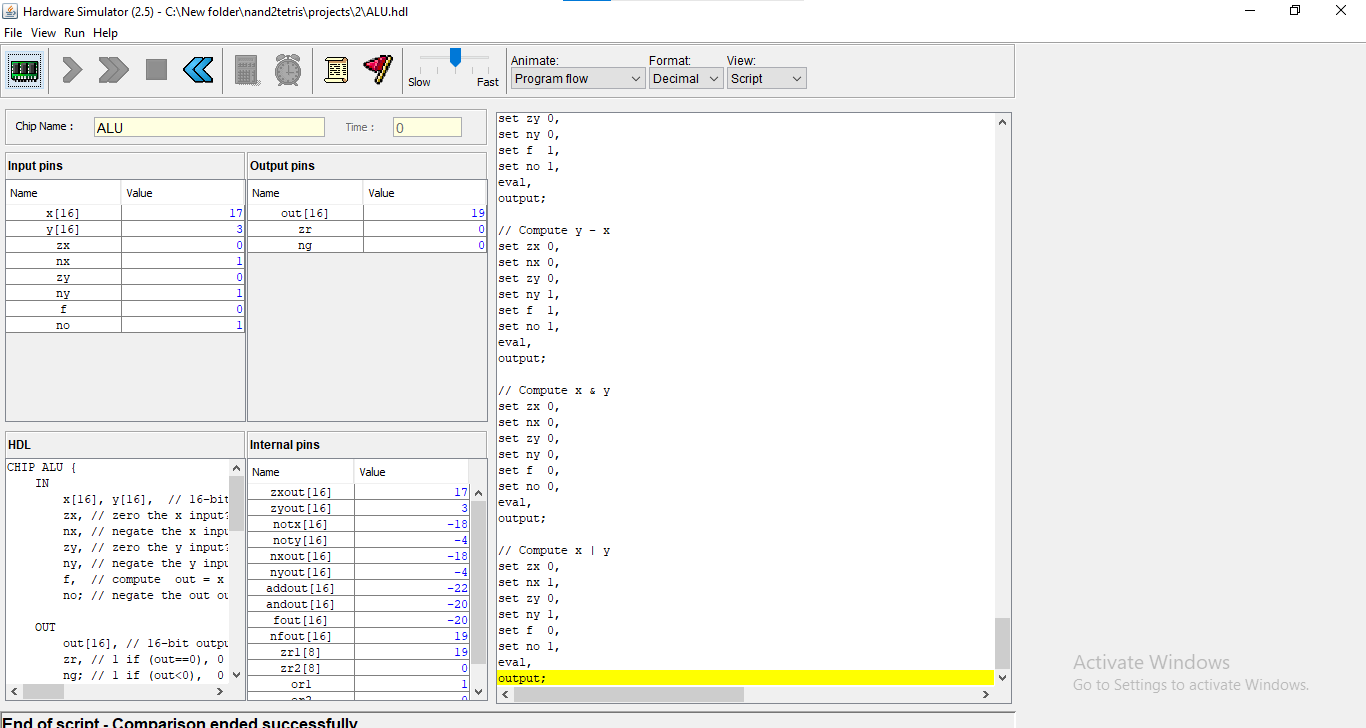 Hardware Simulator (2.5) - C:\New folder\nand2tetris\projects\2\ALU.hdl
File View Run Help
Slow Fast
Animate: Format: View:
Program flow Decimal Script
Chip Name : ALU Time : 0
Input pins
Name Value
x[16] 17
y[16] 3
zx 0
nx 1
zy 0
ny 1
f 0
no 1
Output pins
Name Value
out[16] 19
zr 0
ng 0
HDL
CHIP ALU {
IN
x[16], y[16], // 16-bit
zx, // zero the x input?
nx, // negate the x inpu
zy, // zero the y input?
ny, // negate the y inpu
f, // compute out = x
no; // negate the out ou
OUT
out[16], // 16-bit outpu
zr, // 1 if (out==0), 0
ng; // 1 if (out<0), 0
Internal pins
Name Value
zxout[16] 17
zyout[16] 3
notx[16] -18
noty[16] -4
nxout[16] -18
nyout[16] -4
addout[16] -22
andout[16] -20
fout[16] -20
nfout[16] 19
zr1[8] 19
zr2[8] 0
or1 1
or2 0
set zy 0,
set ny 0,
set f 1,
set no 1,
eval,
output;
// Compute y - x
set zx 0,
set nx 0,
set zy 0,
set ny 1,
set f 1,
set no 1,
eval,
output;
// Compute x & y
set zx 0,
set nx 0,
set zy 0,
set ny 0,
set f 0,
set no 0,
eval,
output;
// Compute x | y
set zx 0,
set nx 1,
set zy 0,
set ny 1,
set f 0,
set no 1,
eval,
output;
Activate Windows
Go to Settings to activate Windows.
End of script - Comparison ended successfully